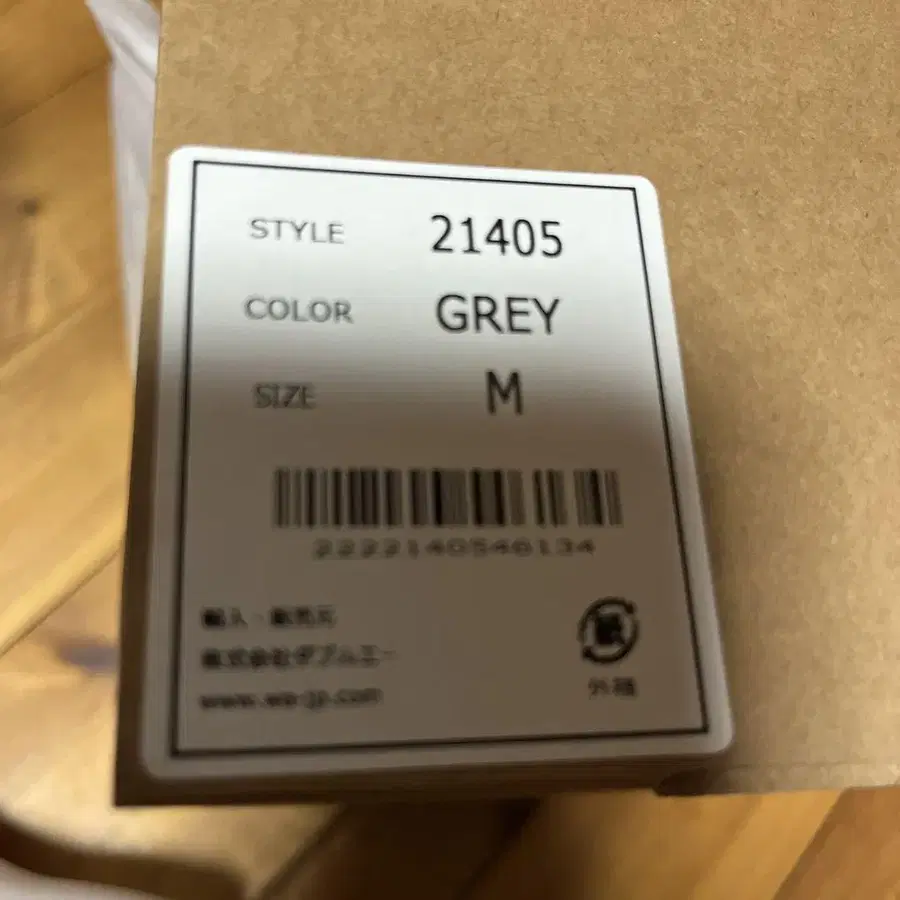 STYLE 21405
COLOR GREY
SIZE M
2222140546134
輸入・販売元
株式会社ダブルエー
www.wa-jp.com
紙
外箱